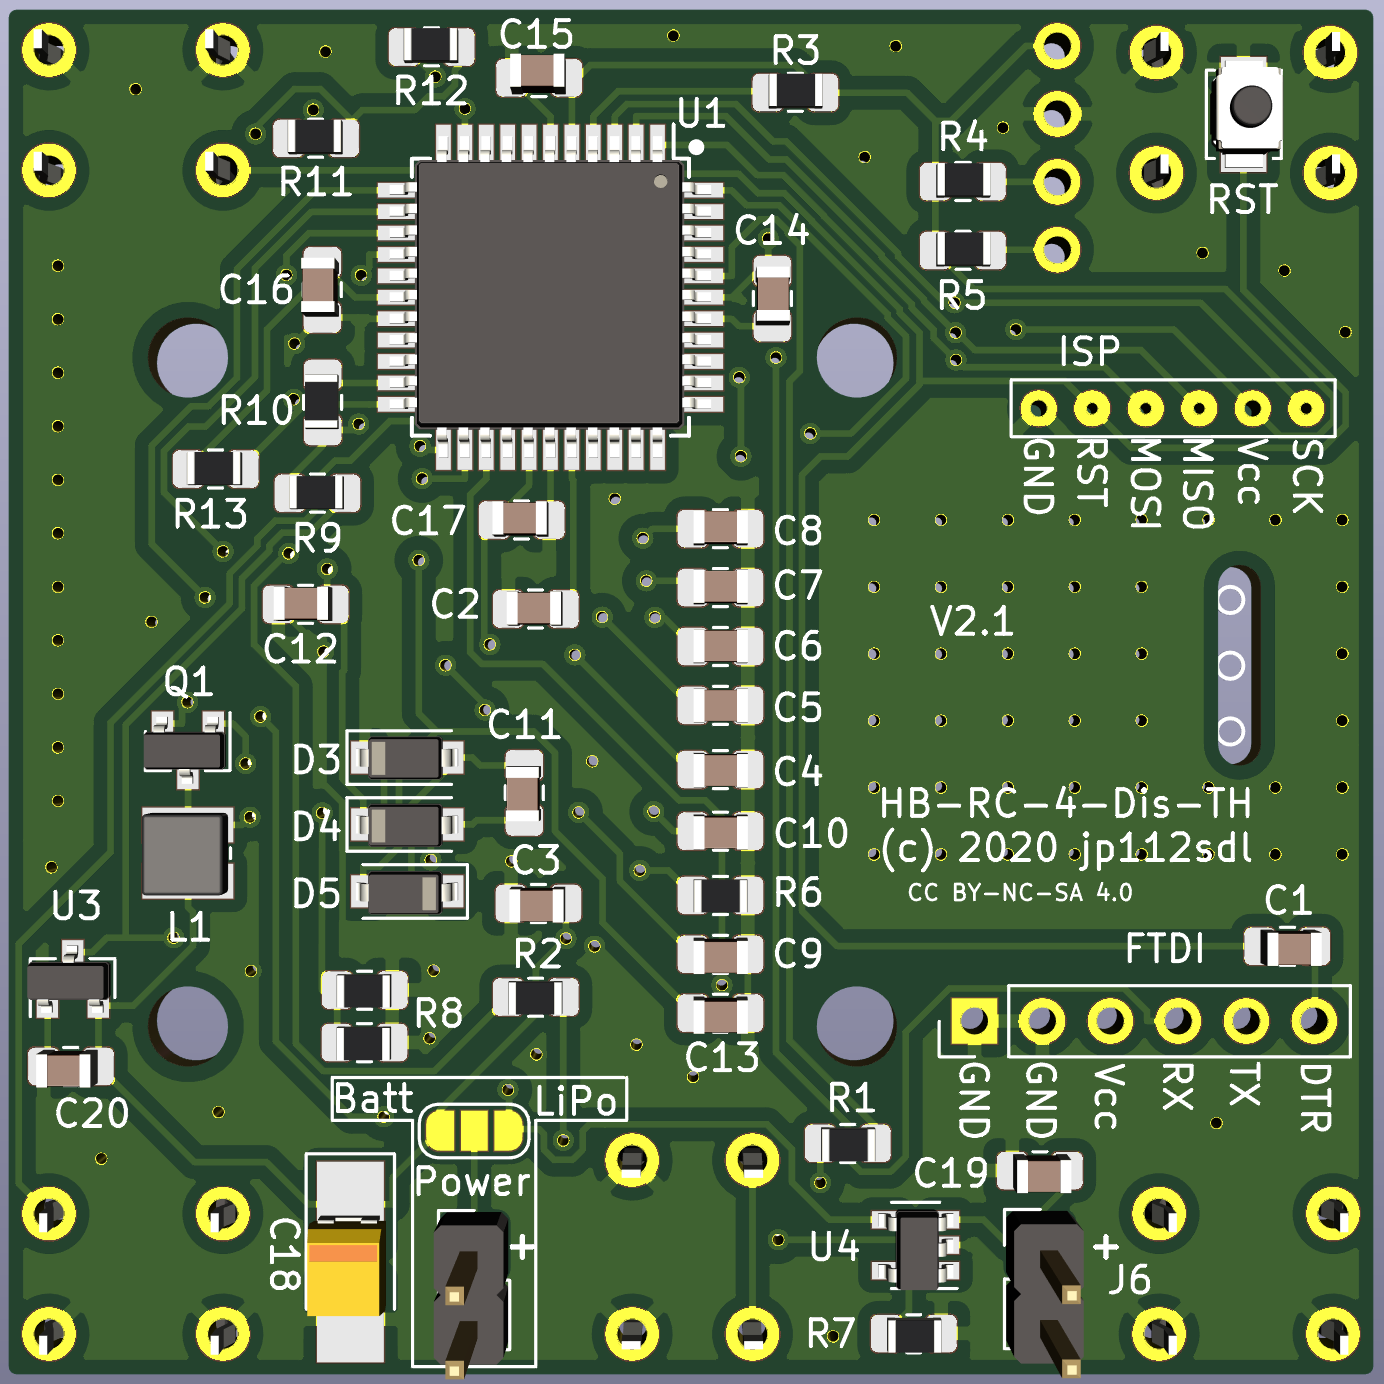 C15
R12
R3
U1
R4
R11
RST
C14
C16
R5
ISP
R10
GND
RST
MOSI
MISO
Vcc
SCK
R13
R9
C17
C8
C7
C2
V2.1
C12
C6
Q1
C5
C11
D3
C4
HB-RC-4-Dis-TH
D4
C10
(c) 2020 jp112sdl
C3
D5
R6
CC BY-NC-SA 4.0
U3
L1
C1
R2
C9
FTDI
R8
C13
GND
GND
Vcc
RX
TX
DTR
Batt
LiPo
R1
C20
Power
C19
C18
+
U4
+
J6
R7